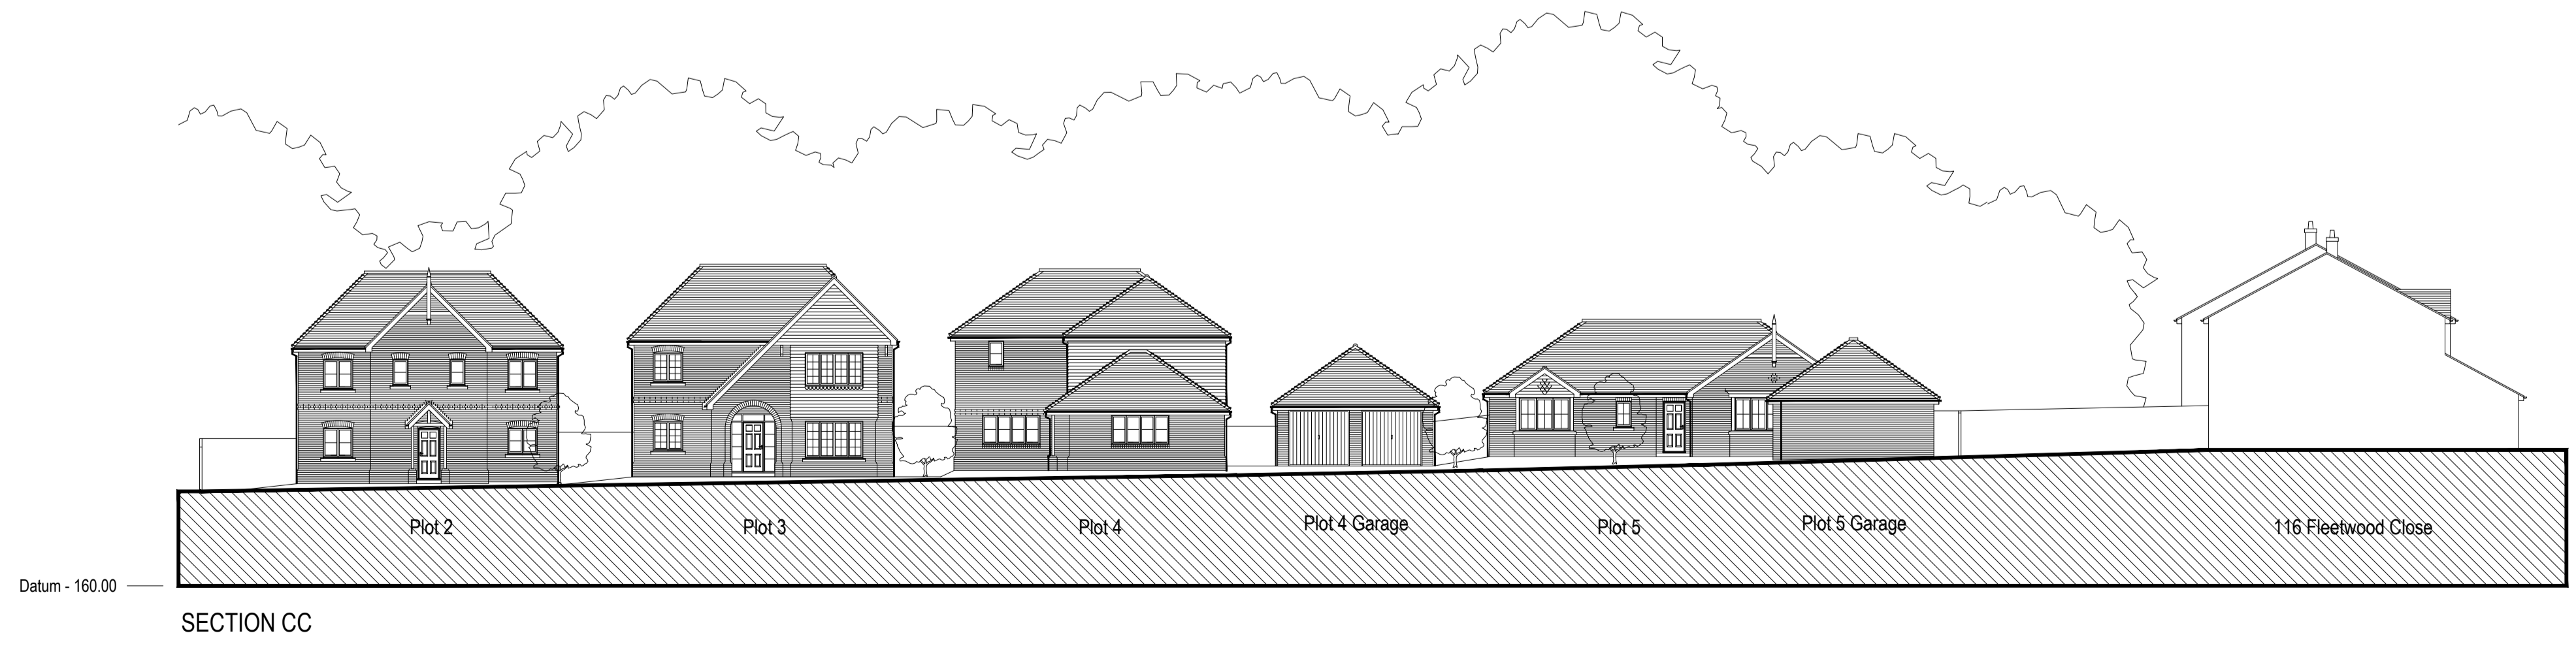 Plot 2
Plot 3
Plot 4
Plot 4 Garage
Plot 5
Plot 5 Garage
116 Fleetwood Close
Datum - 160.00
SECTION CC